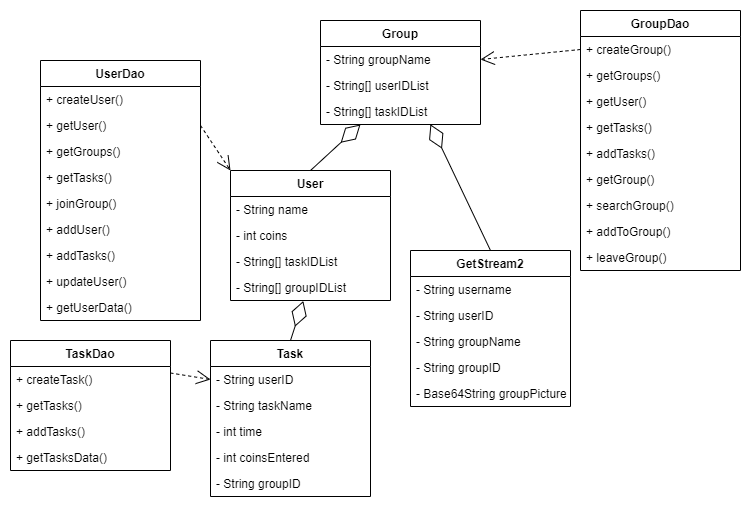 Group
- String groupName
- String[] userIDList
- String[] taskIDList
GroupDao
+ createGroup()
+ getGroups()
+ getUser()
+ getTasks()
+ addTasks()
+ getGroup()
+ searchGroup()
+ addToGroup()
+ leaveGroup()
UserDao
+ createUser()
+ getUser()
+ getGroups()
+ getTasks()
+ joinGroup()
+ addUser()
+ addTasks()
+ updateUser()
+ getUserData()
User
- String name
- int coins
- String[] taskIDList
- String[] groupIDList
GetStream2
- String username
- String userID
- String groupName
- String groupID
- Base64String groupPicture
TaskDao
+ createTask()
+ getTasks()
+ addTasks()
+ getTasksData()
Task
- String userID
- String taskName
- int time
- int coinsEntered
- String groupID